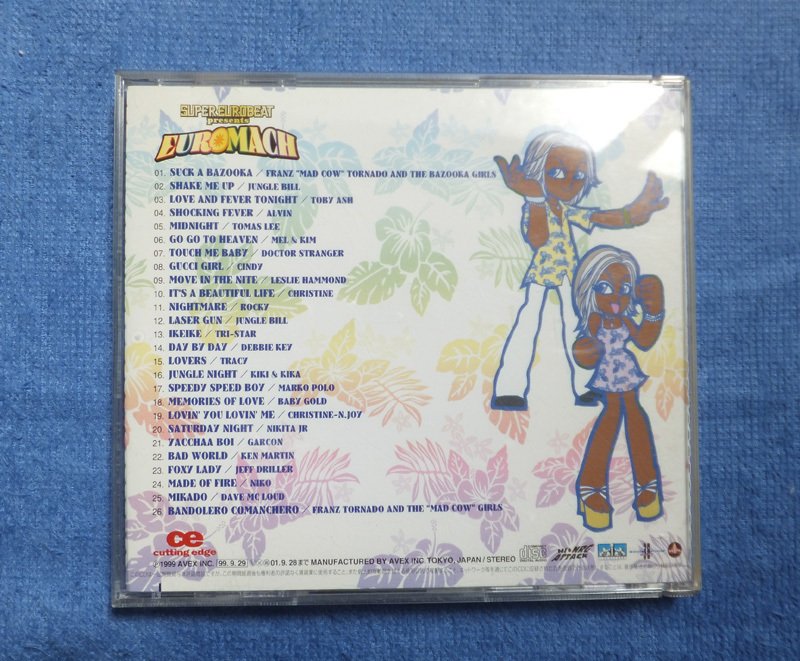 SUPER EUROBEAT
presents
EUROMACH
01. SUCK A BAZOOKA / FRANZ "MAD COW" TORNADO AND THE BAZOOKA GIRLS
02. SHAKE ME UP / JUNGLE BILL
03. LOVE AND FEVER TONIGHT / TOBY ASH
04. SHOCKING FEVER / ALVIN
05. MIDNIGHT / TOMAS LEE
06. GO GO TO HEAVEN / MEL & KIM
07. TOUCH ME BABY / DOCTOR STRANGER
08. GUCCI GIRL / CINDY
09. MOVE IN THE NITE / LESLIE HAMMOND
10. IT'S A BEAUTIFUL LIFE / CHRISTINE
11. NIGHTMARE / ROCKY
12. LASER GUN / JUNGLE BILL
13. IKEIKE / TRI-STAR
14. DAY BY DAY / DEBBIE KEY
15. LOVERS / TRACY
16. JUNGLE NIGHT / KIKI & KIKA
17. SPEEDY SPEED BOY / MARKO POLO
18. MEMORIES OF LOVE / BABY GOLD
19. LOVIN' YOU LOVIN' ME / CHRISTINE-N.JOY
20. SATURDAY NIGHT / NIKITA JR
21. YACCHAA BOI / GARCON
22. BAD WORLD / KEN MARTIN
23. FOXY LADY / JEFF DRILLER
24. MADE OF FIRE / NIKO
25. MIKADO / DAVE MC LOUD
26. BANDOLERO COMANCHERO / FRANZ TORNADO AND THE "MAD COW" GIRLS
ce
cutting edge
℗1999 AVEX INC. 99. 9. 29 01. 9. 28まで MANUFACTURED BY AVEX INC. TOKYO, JAPAN / STEREO
disc